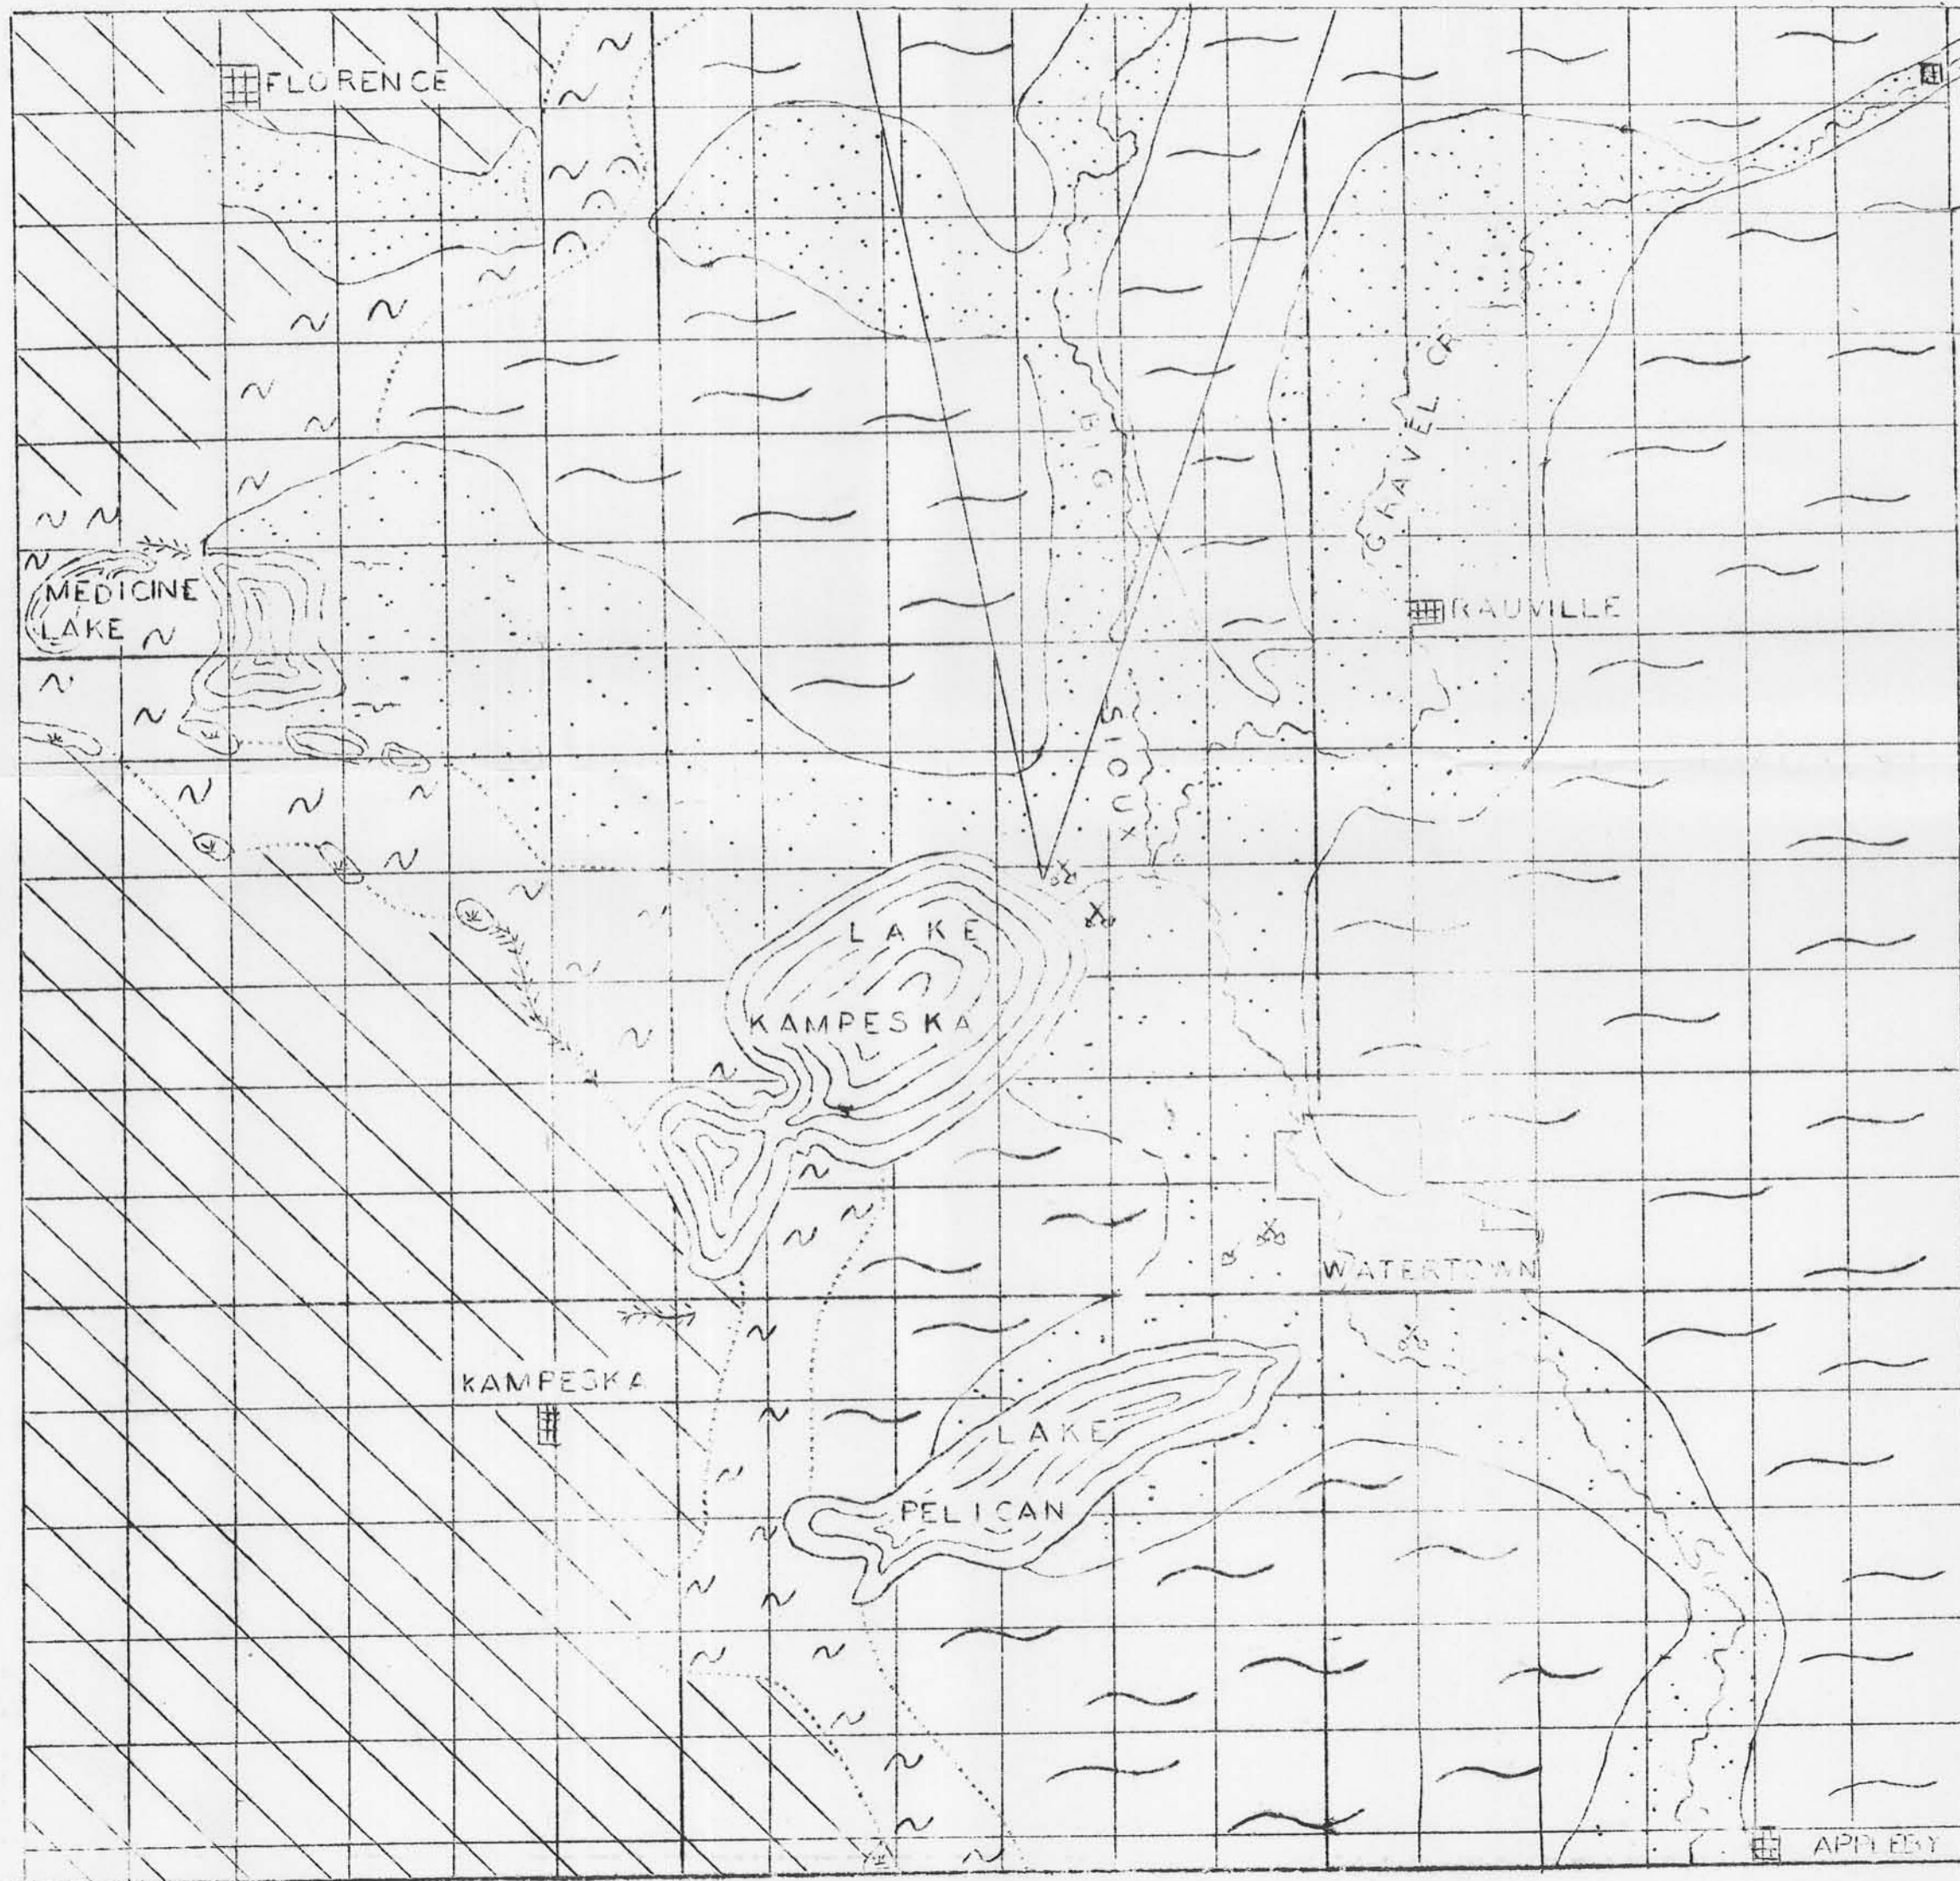 FLORENCE
BIG
GRAVEL CR
MEDICINE
LAKE
RAUVILLE
SIOUX
LAKE
KAMPESKA
WATERTOWN
KAMPESKA
LAKE
PELICAN
APPLEBY